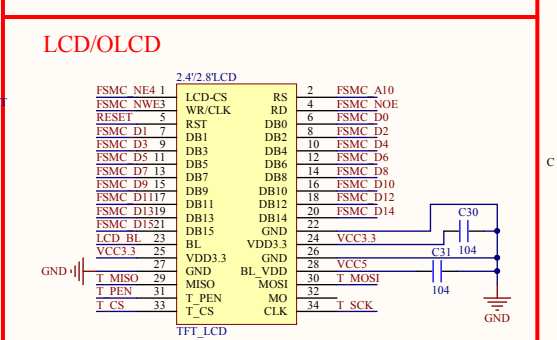 LCD/OLCD
2.4'/2.8'LCD
FSMC_NE4 1 LCD-CS RS 2 FSMC_A10
FSMC_NWE3 WR/CLK RD 4 FSMC_NOE
RESET 5 RST DB0 6 FSMC_D0
FSMC_D1 7 DB1 DB2 8 FSMC_D2
FSMC_D3 9 DB3 DB4 10 FSMC_D4
FSMC_D5 11 DB5 DB6 12 FSMC_D6
FSMC_D7 13 DB7 DB8 14 FSMC_D8
FSMC_D9 15 DB9 DB10 16 FSMC_D10
FSMC_D1117 DB11 DB12 18 FSMC_D12
FSMC_D1319 DB13 DB14 20 FSMC_D14
FSMC_D1521 DB15 GND 22
LCD_BL 23 BL VDD3.3 24 VCC3.3
VCC3.3 25 VDD3.3 GND 26
GND 27 GND BL_VDD 28 VCC5
T_MISO 29 MISO MOSI 30 T_MOSI
T_PEN 31 T_PEN MO 32
T_CS 33 T_CS CLK 34 T_SCK
TFT_LCD
C30
104
C31
104
GND
C
T